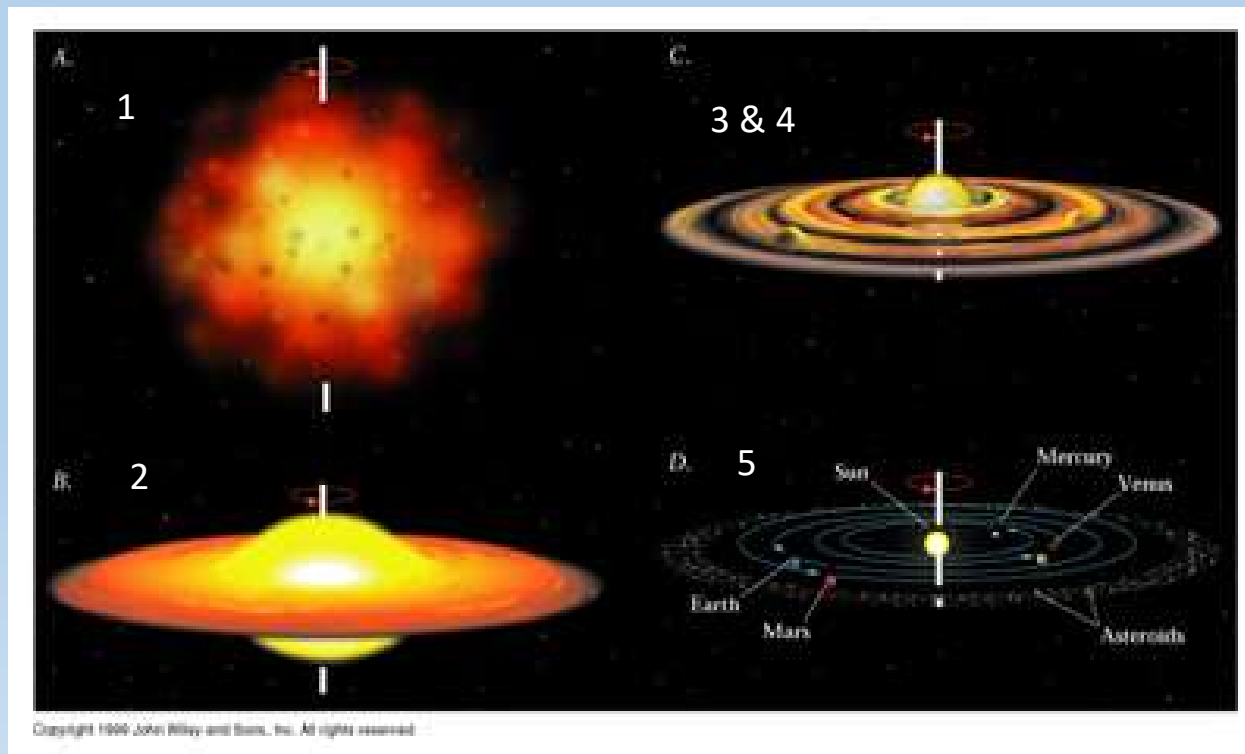 A.
1
C.
3 & 4
B.
2
D.
5
Sun
Mercury
Venus
Earth
Mars
Asteroids
Copyright 1999 John Wiley and Sons, Inc. All rights reserved.